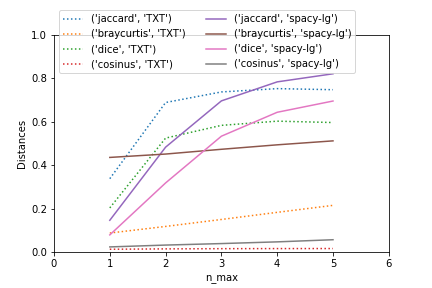 ('jaccard', 'TXT') ('jaccard', 'spacy-lg')
('braycurtis', 'TXT') ('braycurtis', 'spacy-lg')
('dice', 'TXT') ('dice', 'spacy-lg')
('cosinus', 'TXT') ('cosinus', 'spacy-lg')
1.0
0.8
0.6
0.4
0.2
0.0
Distances
0 1 2 3 4 5 6
n_max